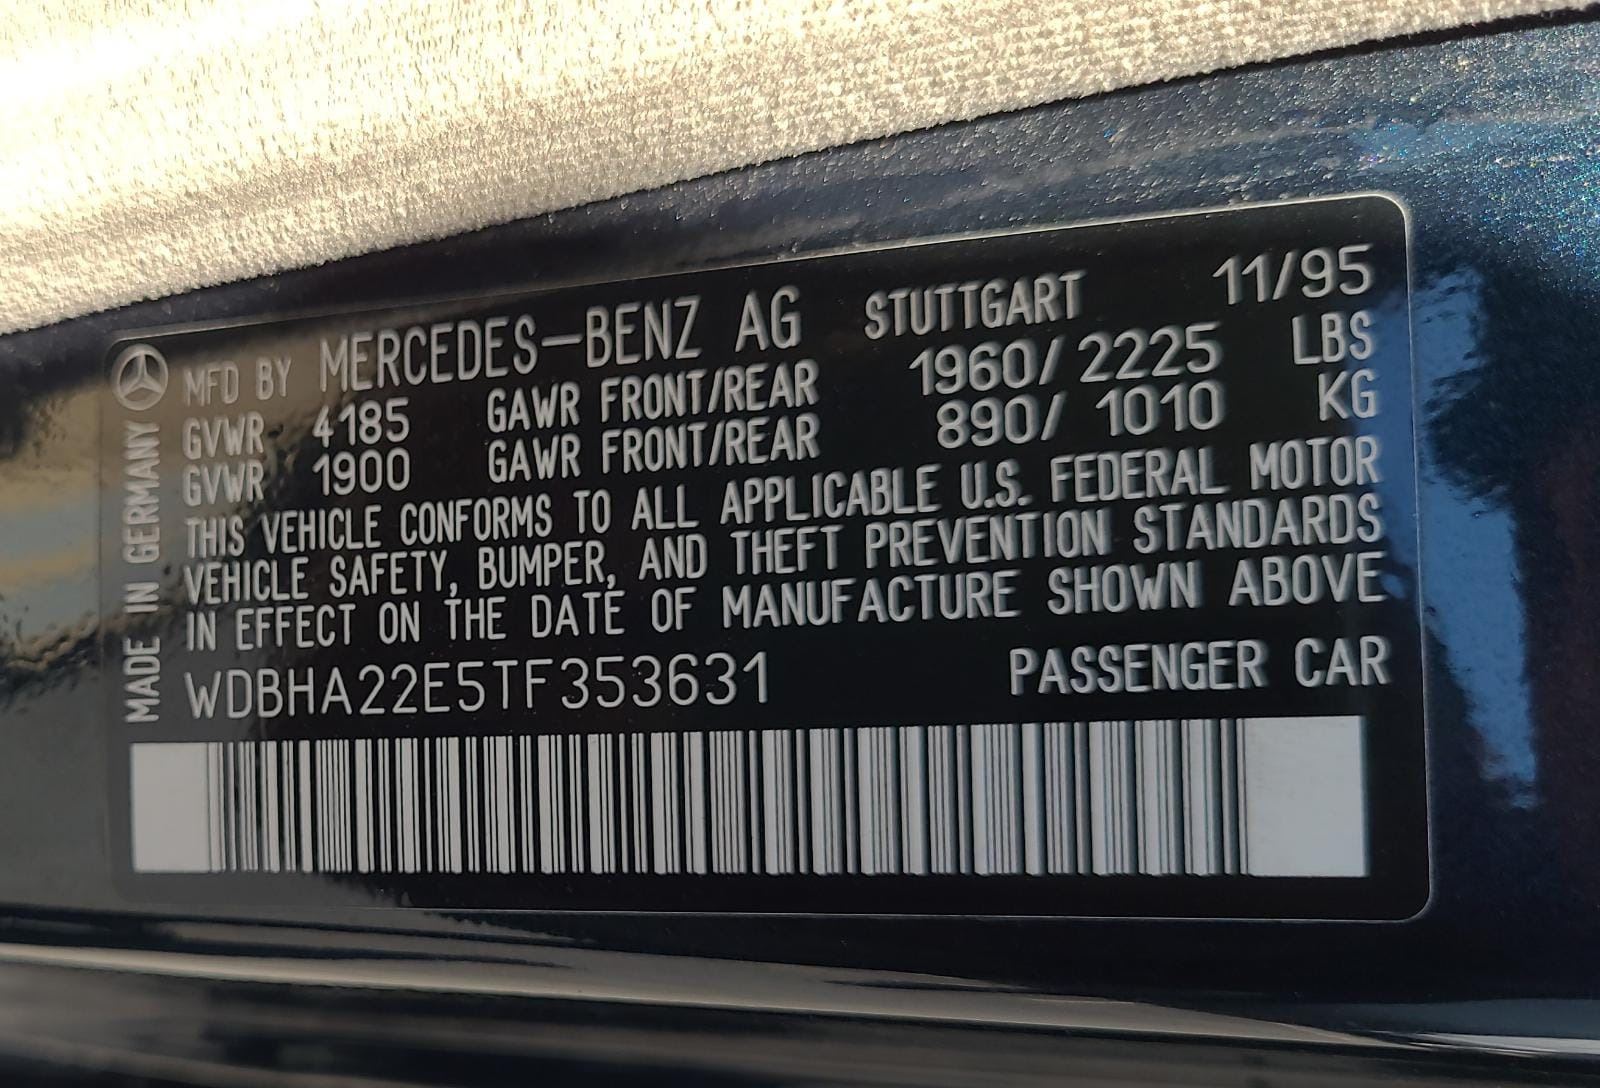 MFD BY MERCEDES-BENZ AG STUTTGART 11/95
GVWR 4185 GAWR FRONT/REAR 1960/2225 LBS
GVWR 1900 GAWR FRONT/REAR 890/1010 KG
THIS VEHICLE CONFORMS TO ALL APPLICABLE U.S. FEDERAL MOTOR
VEHICLE SAFETY, BUMPER, AND THEFT PREVENTION STANDARDS
IN EFFECT ON THE DATE OF MANUFACTURE SHOWN ABOVE
WDBHA22E5TF353631 PASSENGER CAR
MADE IN GERMANY